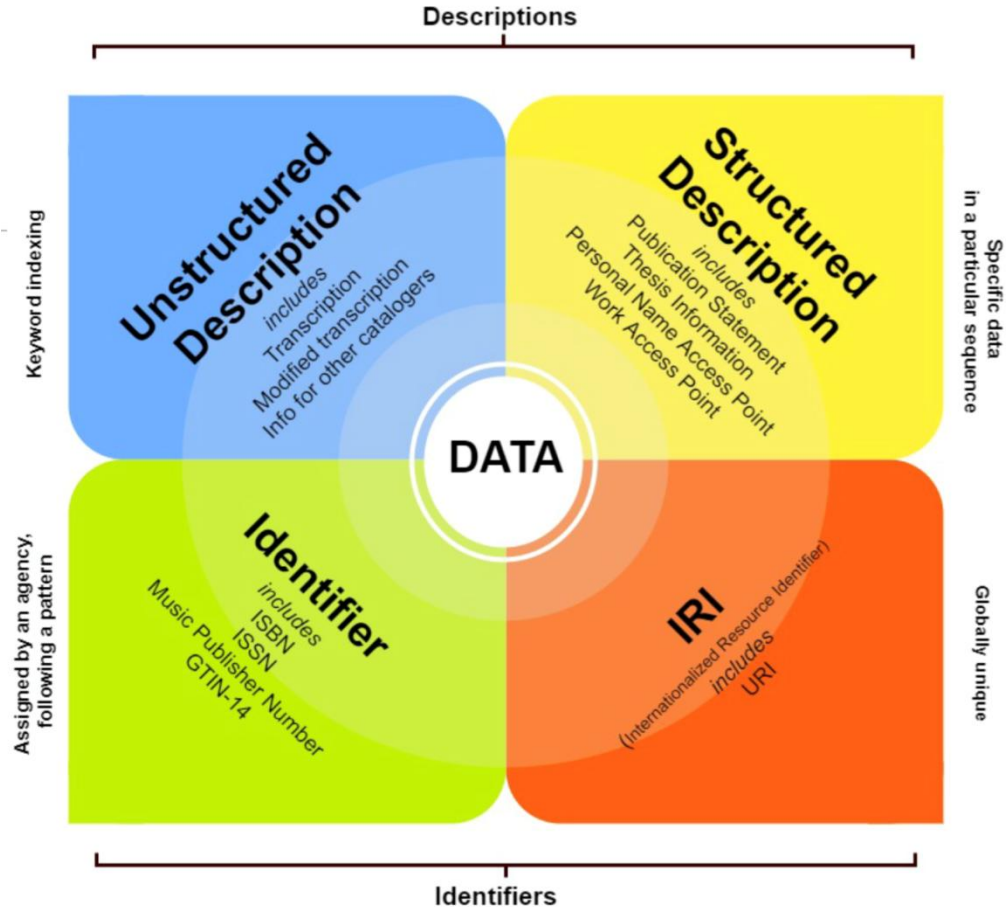 Descriptions
Keyword indexing
Unstructured
Description
includes
Transcription
Modified transcription
Info for other catalogers
Structured
Description
includes
Publication Statement
Thesis Information
Personal Name Access Point
Work Access Point
Specific data
in a particular sequence
DATA
Assigned by an agency,
following a pattern
Identifier
includes
ISBN
ISSN
Music Publisher Number
GTIN-14
IRI
(Internationalized Resource Identifier)
includes
URI
Globally unique
Identifiers